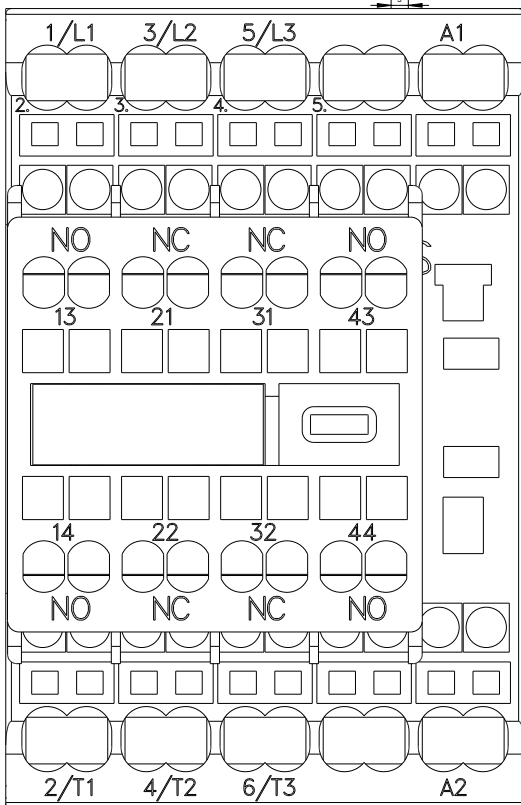 1/L1 3/L2 5/L3 A1
2. 3. 4. 5.
NO NC NC NO
13 21 31 43
14 22 32 44
NO NC NC NO
2/T1 4/T2 6/T3 A2